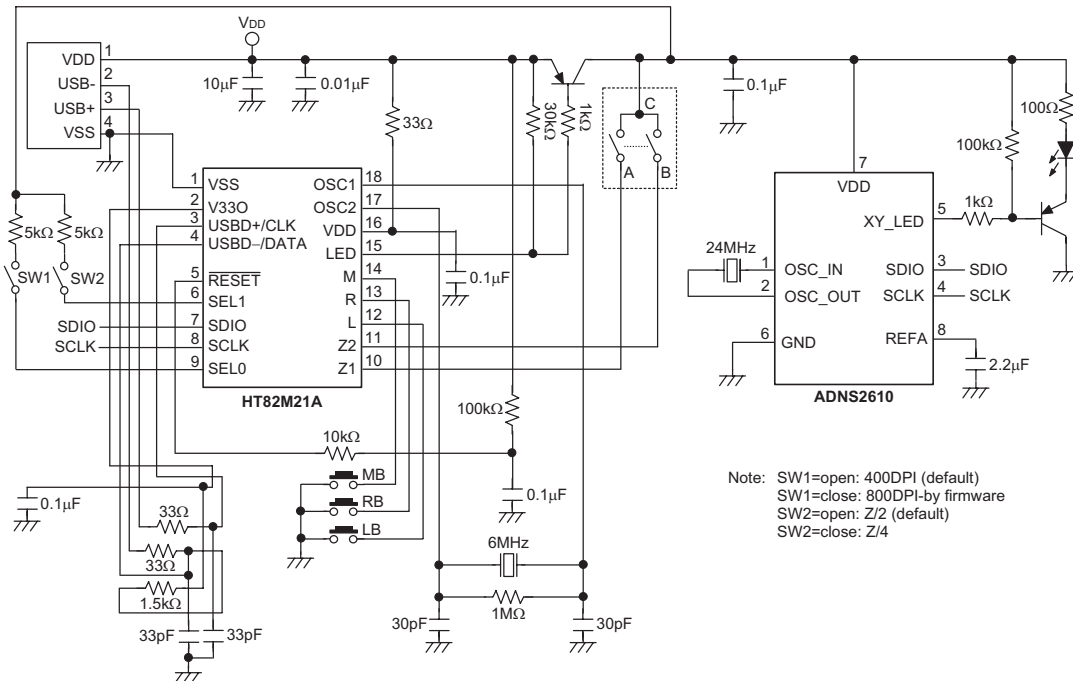 VDD
VDD
1
USB-
2
USB+
3
VSS
4
10μF
0.01μF
33Ω
30kΩ
1kΩ
C
A
B
0.1μF
100kΩ
100Ω
5kΩ
5kΩ
SW1
SW2
1
VSS
2
V33O
3
USBD+/CLK
4
USBD–/DATA
5
RESET
6
SEL1
SDIO
7
SDIO
SCLK
8
SCLK
9
SEL0
OSC1
18
OSC2
17
VDD
16
LED
15
M
14
R
13
L
12
Z2
11
Z1
10
HT82M21A
0.1μF
7
VDD
XY_LED
5
1kΩ
24MHz
1
OSC_IN
2
OSC_OUT
SDIO
3
SDIO
SCLK
4
SCLK
6
GND
REFA
8
2.2μF
ADNS2610
100kΩ
10kΩ
0.1μF
MB
RB
LB
0.1μF
33Ω
33Ω
1.5kΩ
33pF
33pF
6MHz
1MΩ
30pF
30pF
Note: SW1=open: 400DPI (default)
SW1=close: 800DPI-by firmware
SW2=open: Z/2 (default)
SW2=close: Z/4